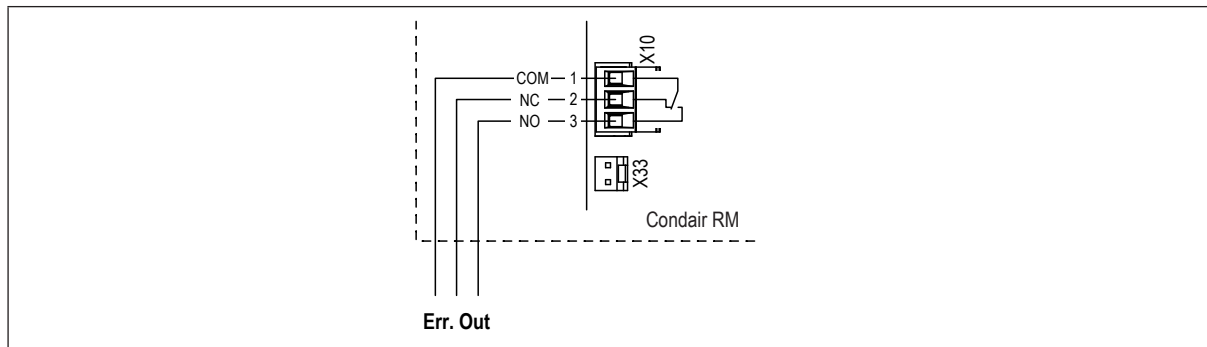 X10
COM 1
NC 2
NO 3
X33
Condair RM
Err. Out